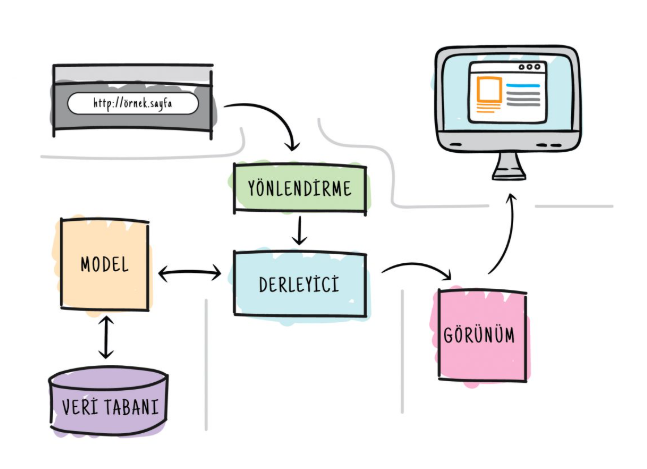 http://örnek.sayfa
YÖNLENDİRME
MODEL
DERLEYİCİ
GÖRÜNÜM
VERİ TABANI